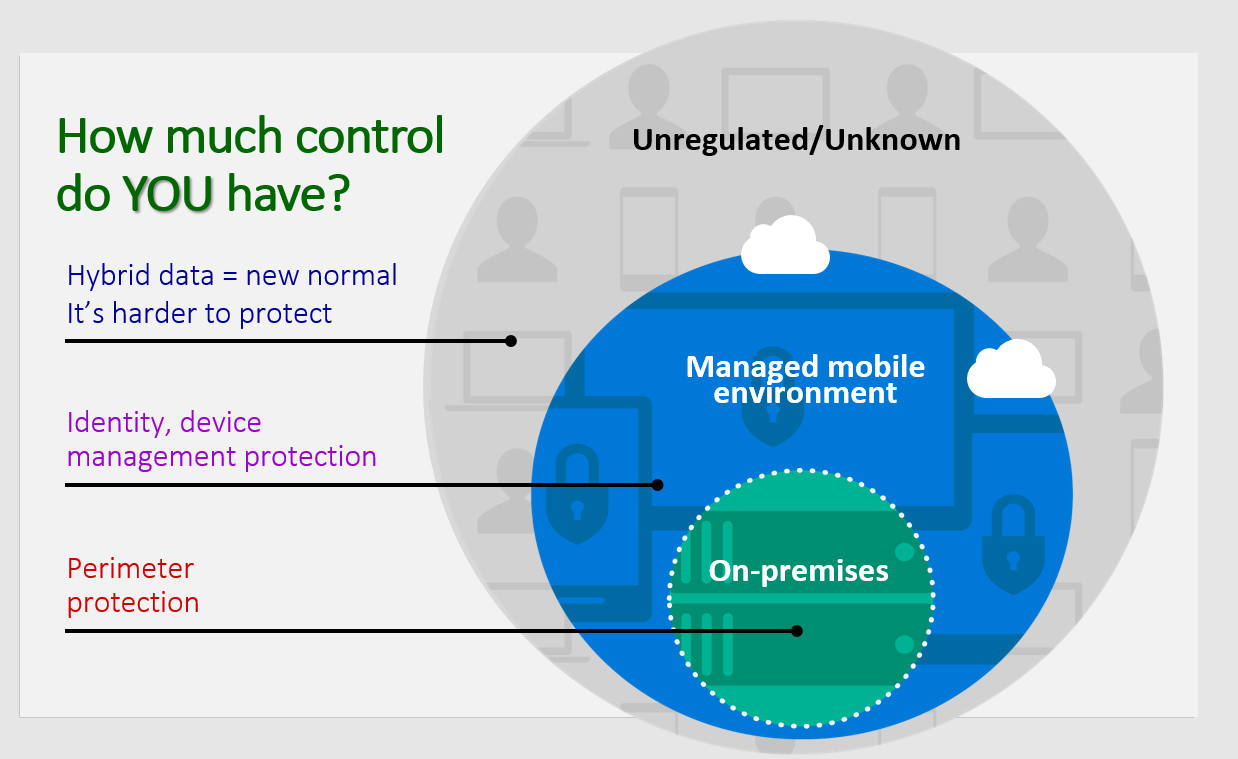 How much control
do YOU have?
Unregulated/Unknown
Hybrid data = new normal
It’s harder to protect
Managed mobile
environment
Identity, device
management protection
On-premises
Perimeter
protection